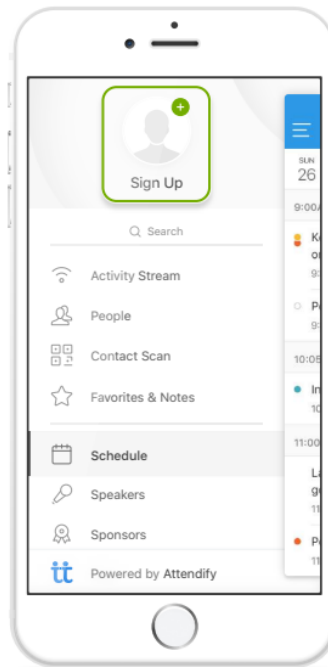 Sign Up
Search
Activity Stream
People
Contact Scan
Favorites & Notes
Schedule
Speakers
Sponsors
Powered by Attendify
SUN
26
9:00
10:05
11:00